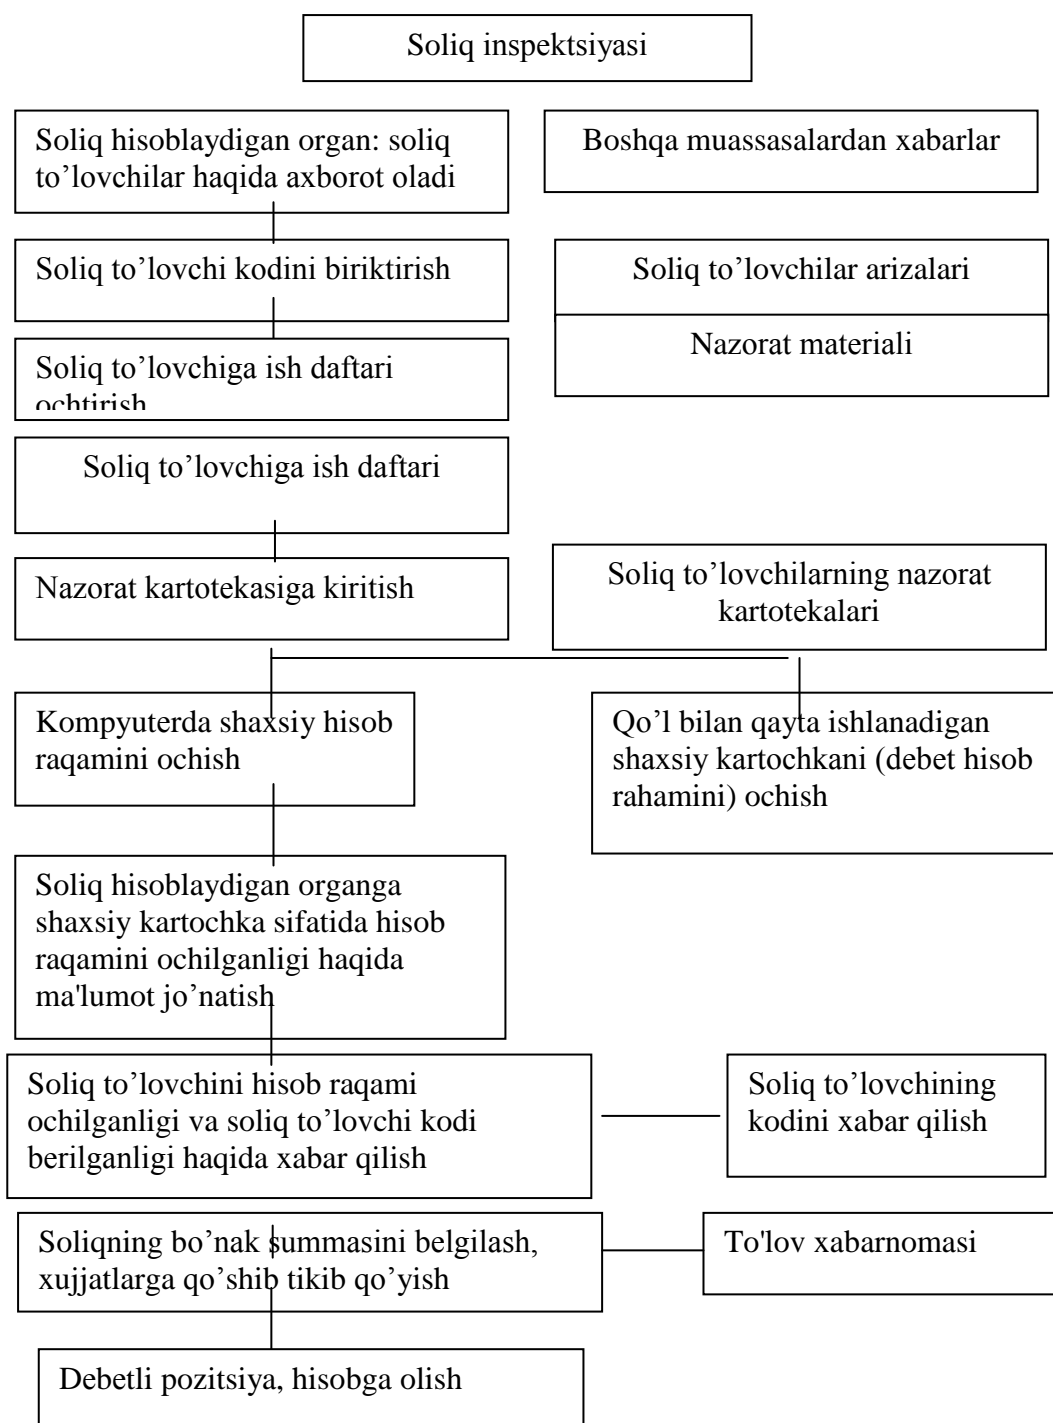 Soliq inspektsiyasi
Soliq hisoblaydigan organ: soliq
to’lovchilar haqida axborot oladi
Boshqa muassasalardan xabarlar
Soliq to’lovchi kodini biriktirish
Soliq to’lovchilar arizalari
Nazorat materiali
Soliq to’lovchiga ish daftari
ochtirish
Soliq to’lovchiga ish daftari
Nazorat kartotekasiga kiritish
Soliq to’lovchilarning nazorat
kartotekalari
Kompyuterda shaxsiy hisob
raqamini ochish
Qo’l bilan qayta ishlanadigan
shaxsiy kartochkani (debet hisob
rahamini) ochish
Soliq hisoblaydigan organga
shaxsiy kartochka sifatida hisob
raqamini ochilganligi haqida
ma'lumot jo’natish
Soliq to’lovchini hisob raqami
ochilganligi va soliq to’lovchi kodi
berilganligi haqida xabar qilish
Soliq to’lovchining
kodini xabar qilish
Soliqning bo’nak summasini belgilash,
xujjatlarga qo’shib tikib qo’yish
To'lov xabarnomasi
Debetli pozitsiya, hisobga olish